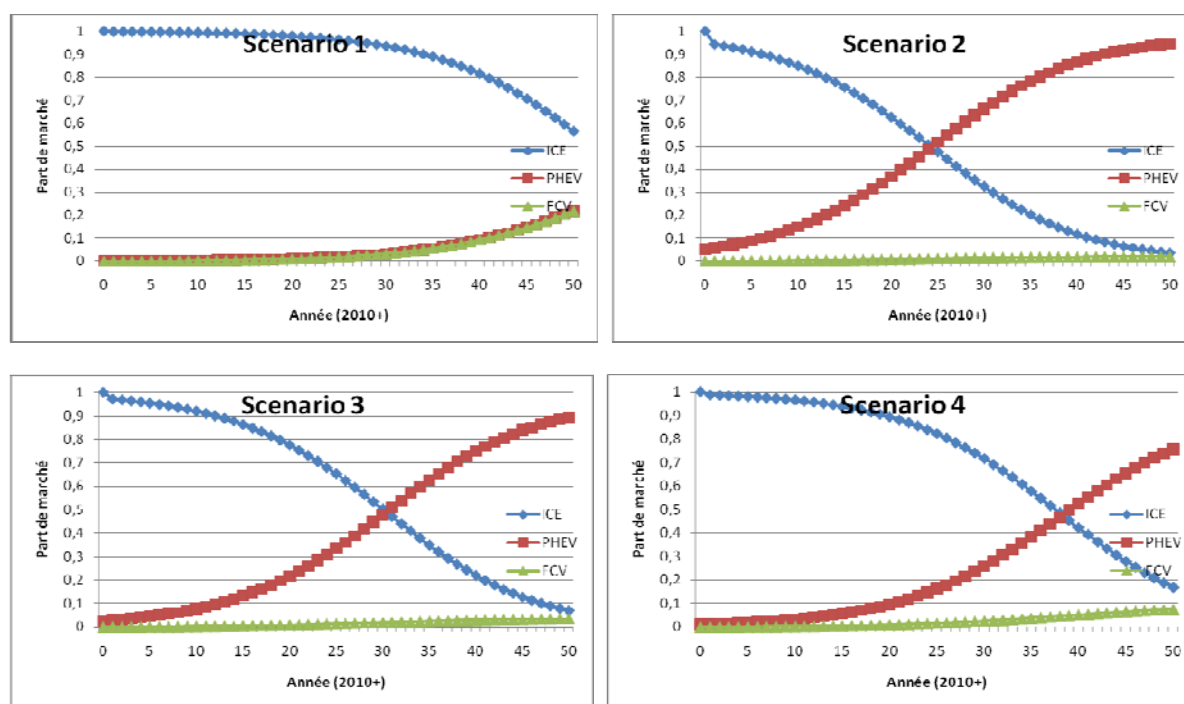 Scenario 1
Part de marché
1
0,9
0,8
0,7
0,6
0,5
0,4
0,3
0,2
0,1
0
ICE
PHEV
FCV
0 5 10 15 20 25 30 35 40 45 50
Année (2010+)
Scenario 2
Part de marché
1
0,9
0,8
0,7
0,6
0,5
0,4
0,3
0,2
0,1
0
ICE
PHEV
FCV
0 5 10 15 20 25 30 35 40 45 50
Année (2010+)
Scenario 3
Part de marché
1
0,9
0,8
0,7
0,6
0,5
0,4
0,3
0,2
0,1
0
ICE
PHEV
FCV
0 5 10 15 20 25 30 35 40 45 50
Année (2010+)
Scenario 4
Part de marché
1
0,9
0,8
0,7
0,6
0,5
0,4
0,3
0,2
0,1
0
ICE
PHEV
FCV
0 5 10 15 20 25 30 35 40 45 50
Année (2010+)